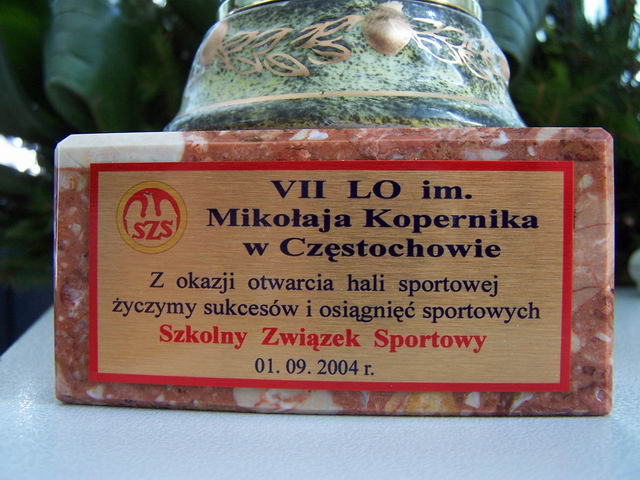 SZS
VII LO im.
Mikołaja Kopernika
w Częstochowie
Z okazji otwarcia hali sportowej
życzymy sukcesów i osiągnięć sportowych
Szkolny Związek Sportowy
01. 09. 2004 r.